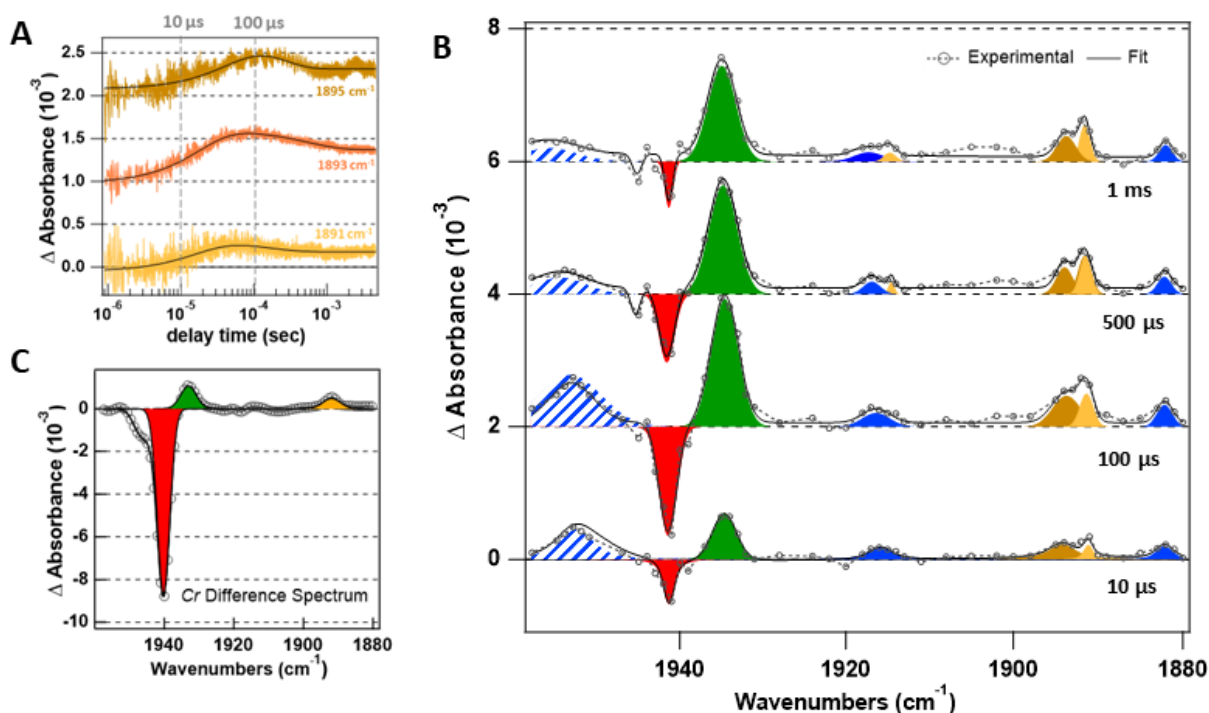 A
10 µs
100 µs
2.5
2.0
1.5
1.0
0.5
0.0
1895 cm⁻¹
1893 cm⁻¹
1891 cm⁻¹
Δ Absorbance (10⁻³)
10⁻⁶
10⁻⁵
10⁻⁴
10⁻³
delay time (sec)
B
8
6
4
2
0
Experimental
Fit
1 ms
500 µs
100 µs
10 µs
Δ Absorbance (10⁻³)
1940
1920
1900
1880
Wavenumbers (cm⁻¹)
C
0
-2
-4
-6
-8
-10
Δ Absorbance (10⁻³)
Cr Difference Spectrum
1940
1920
1900
1880
Wavenumbers (cm⁻¹)